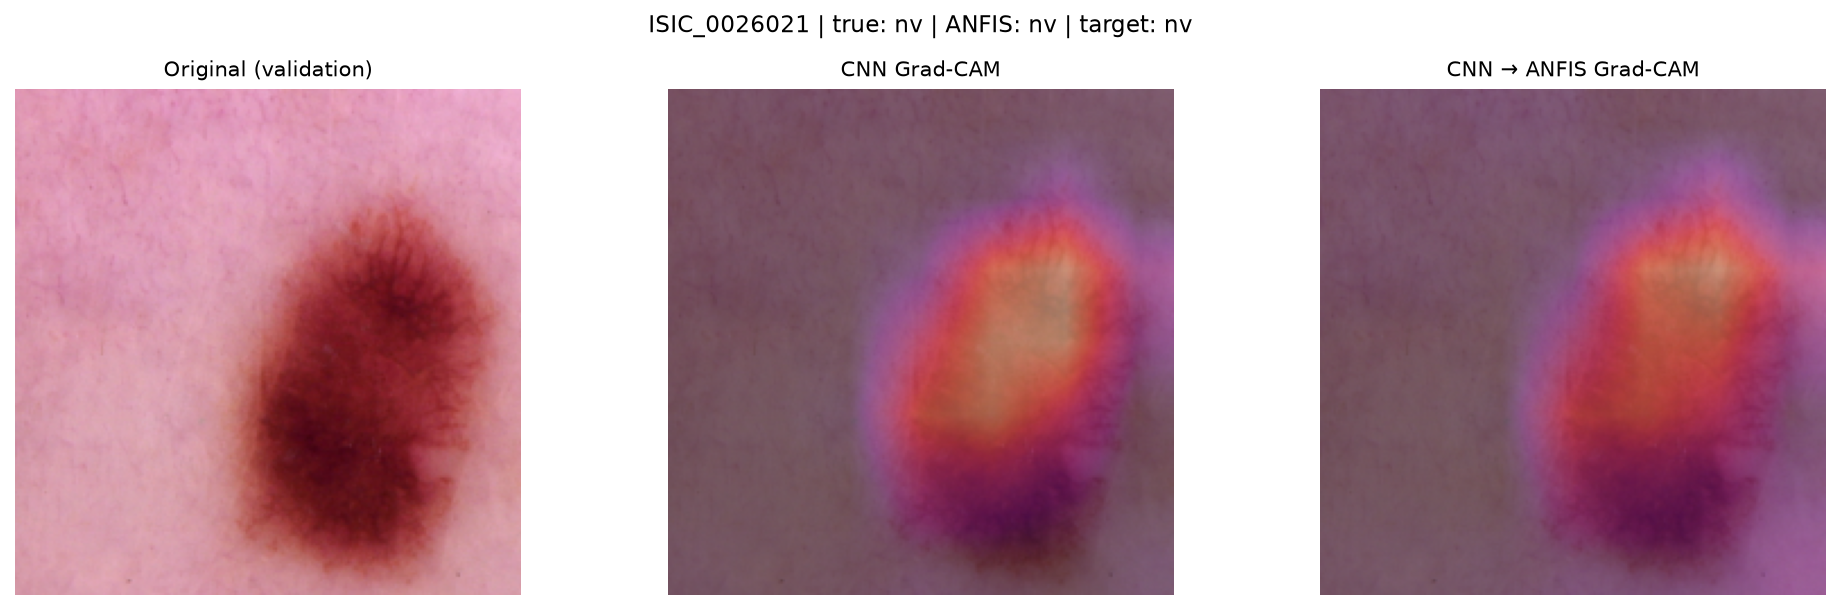 ISIC_0026021 | true: nv | ANFIS: nv | target: nv
Original (validation)
CNN Grad-CAM
CNN → ANFIS Grad-CAM